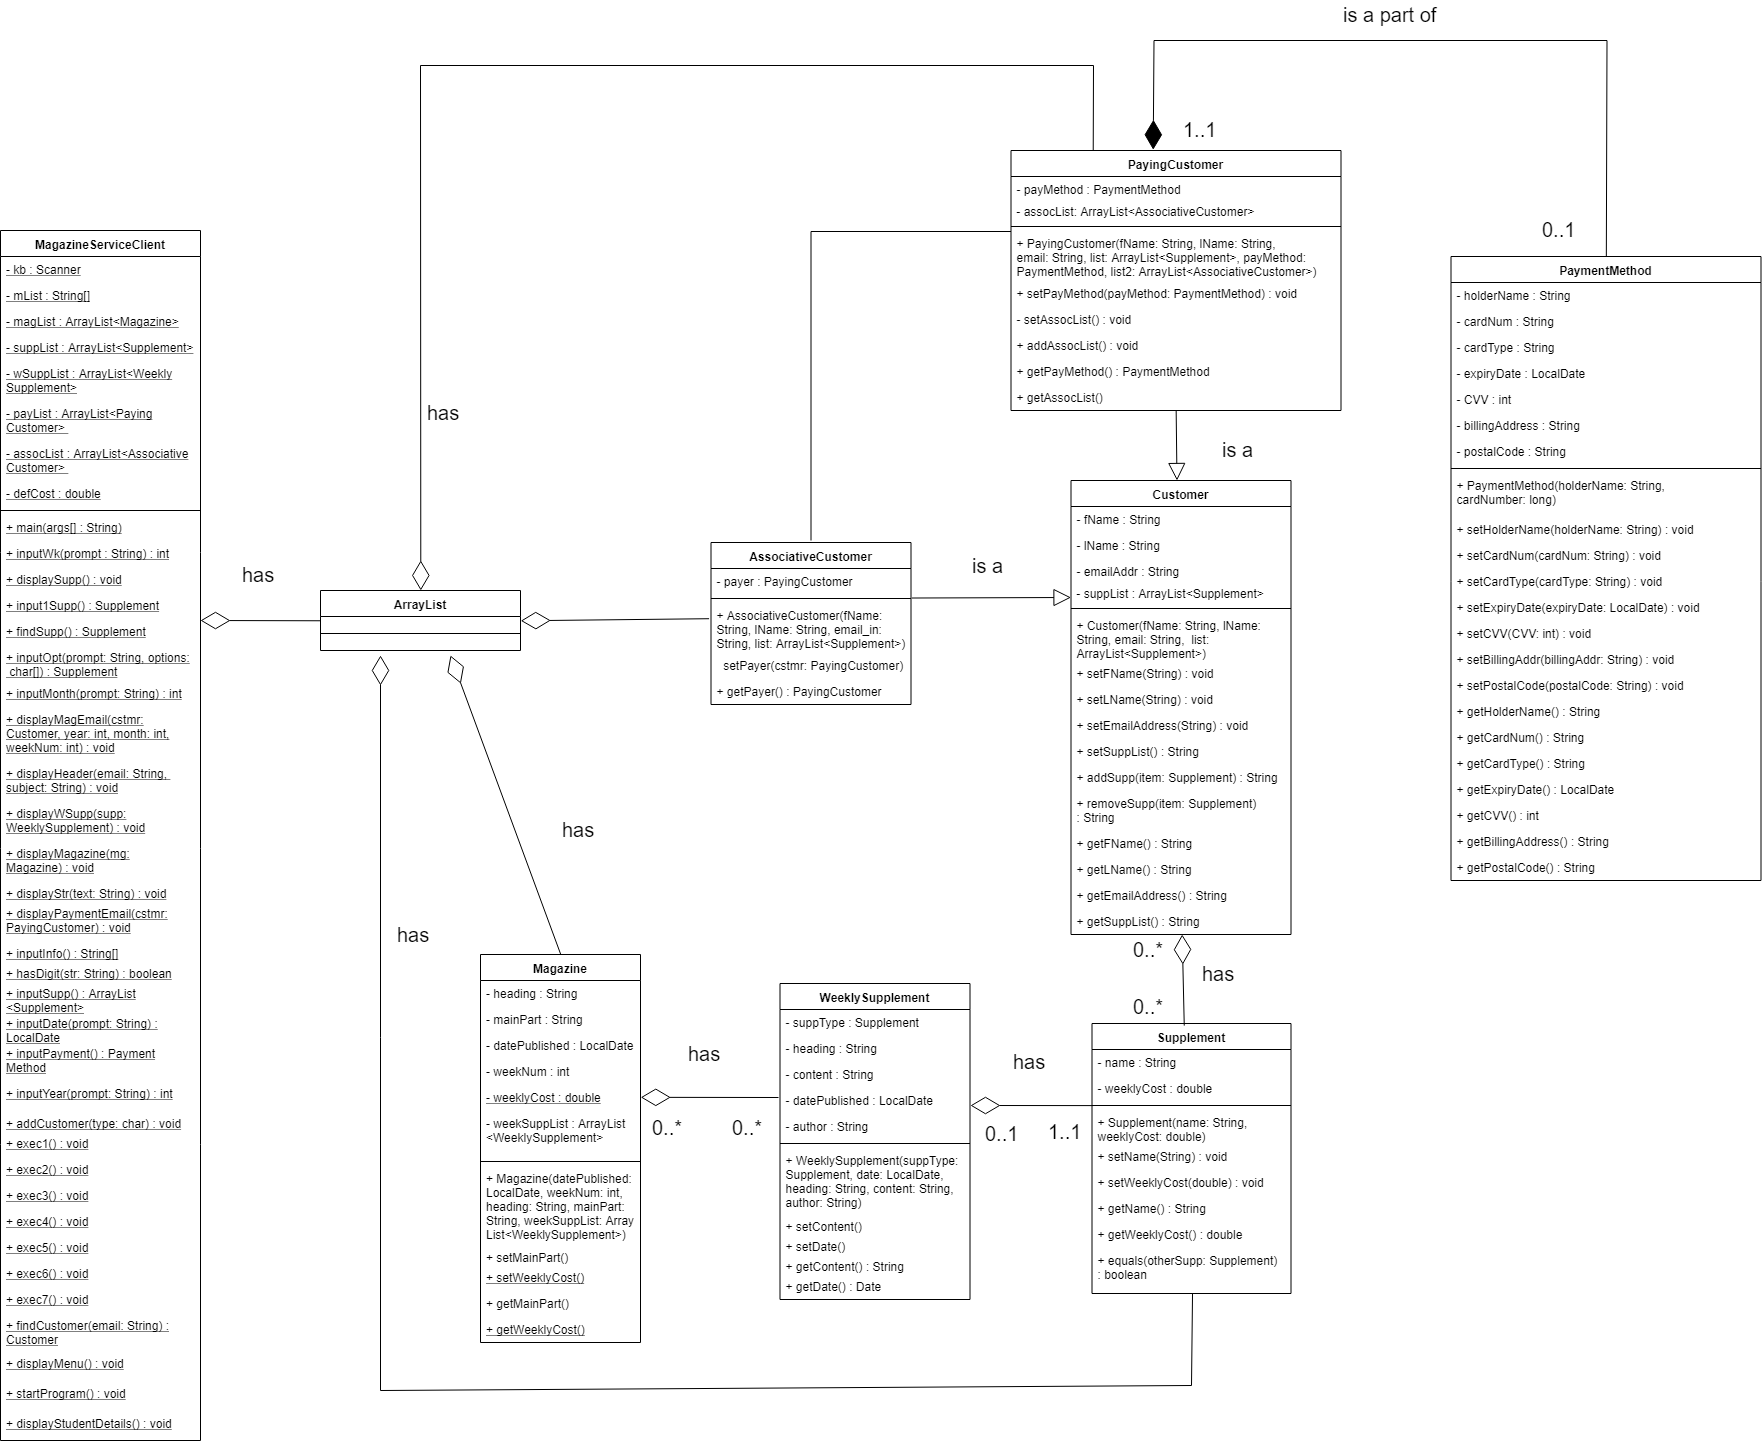 is a part of
1..1
0..1
has
has
is a
is a
has
has
0..*
has
0..*
has
0..*
0..*
has
0..1
1..1
MagazineServiceClient
- kb : Scanner
- mList : String[]
- magList : ArrayList<Magazine>
- suppList : ArrayList<Supplement>
- wSuppList : ArrayList<Weekly
Supplement>
- payList : ArrayList<Paying
Customer>
- assocList : ArrayList<Associative
Customer>
- defCost : double
+ main(args[] : String)
+ inputWk(prompt : String) : int
+ displaySupp() : void
+ input1Supp() : Supplement
+ findSupp() : Supplement
+ inputOpt(prompt: String, options:
char[]) : Supplement
+ inputMonth(prompt: String) : int
+ displayMagEmail(cstmr:
Customer, year: int, month: int,
weekNum: int) : void
+ displayHeader(email: String,
subject: String) : void
+ displayWSupp(supp:
WeeklySupplement) : void
+ displayMagazine(mg:
Magazine) : void
+ displayStr(text: String) : void
+ displayPaymentEmail(cstmr:
PayingCustomer) : void
+ inputInfo() : String[]
+ hasDigit(str: String) : boolean
+ inputSupp() : ArrayList
<Supplement>
+ inputDate(prompt: String) :
LocalDate
+ inputPayment() : Payment
Method
+ inputYear(prompt: String) : int
+ addCustomer(type: char) : void
+ exec1() : void
+ exec2() : void
+ exec3() : void
+ exec4() : void
+ exec5() : void
+ exec6() : void
+ exec7() : void
+ findCustomer(email: String) :
Customer
+ displayMenu() : void
+ startProgram() : void
+ displayStudentDetails() : void
ArrayList
AssociativeCustomer
- payer : PayingCustomer
+ AssociativeCustomer(fName:
String, lName: String, email_in:
String, list: ArrayList<Supplement>)
setPayer(cstmr: PayingCustomer)
+ getPayer() : PayingCustomer
PayingCustomer
- payMethod : PaymentMethod
- assocList: ArrayList<AssociativeCustomer>
+ PayingCustomer(fName: String, lName: String,
email: String, list: ArrayList<Supplement>, payMethod:
PaymentMethod, list2: ArrayList<AssociativeCustomer>)
+ setPayMethod(payMethod: PaymentMethod) : void
- setAssocList() : void
+ addAssocList() : void
+ getPayMethod() : PaymentMethod
+ getAssocList()
Customer
- fName : String
- lName : String
- emailAddr : String
- suppList : ArrayList<Supplement>
+ Customer(fName: String, lName:
String, email: String, list:
ArrayList<Supplement>)
+ setFName(String) : void
+ setLName(String) : void
+ setEmailAddress(String) : void
+ setSuppList() : String
+ addSupp(item: Supplement) : String
+ removeSupp(item: Supplement)
: String
+ getFName() : String
+ getLName() : String
+ getEmailAddress() : String
+ getSuppList() : String
PaymentMethod
- holderName : String
- cardNum : String
- cardType : String
- expiryDate : LocalDate
- CVV : int
- billingAddress : String
- postalCode : String
+ PaymentMethod(holderName: String,
cardNumber: long)
+ setHolderName(holderName: String) : void
+ setCardNum(cardNum: String) : void
+ setCardType(cardType: String) : void
+ setExpiryDate(expiryDate: LocalDate) : void
+ setCVV(CVV: int) : void
+ setBillingAddr(billingAddr: String) : void
+ setPostalCode(postalCode: String) : void
+ getHolderName() : String
+ getCardNum() : String
+ getCardType() : String
+ getExpiryDate() : LocalDate
+ getCVV() : int
+ getBillingAddress() : String
+ getPostalCode() : String
Magazine
- heading : String
- mainPart : String
- datePublished : LocalDate
- weekNum : int
- weeklyCost : double
- weekSuppList : ArrayList
<WeeklySupplement>
+ Magazine(datePublished:
LocalDate, weekNum: int,
heading: String, mainPart:
String, weekSuppList: Array
List<WeeklySupplement>)
+ setMainPart()
+ setWeeklyCost()
+ getMainPart()
+ getWeeklyCost()
WeeklySupplement
- suppType : Supplement
- heading : String
- content : String
- datePublished : LocalDate
- author : String
+ WeeklySupplement(suppType:
Supplement, date: LocalDate,
heading: String, content: String,
author: String)
+ setContent()
+ setDate()
+ getContent() : String
+ getDate() : Date
Supplement
- name : String
- weeklyCost : double
+ Supplement(name: String,
weeklyCost: double)
+ setName(String) : void
+ setWeeklyCost(double) : void
+ getName() : String
+ getWeeklyCost() : double
+ equals(otherSupp: Supplement)
: boolean